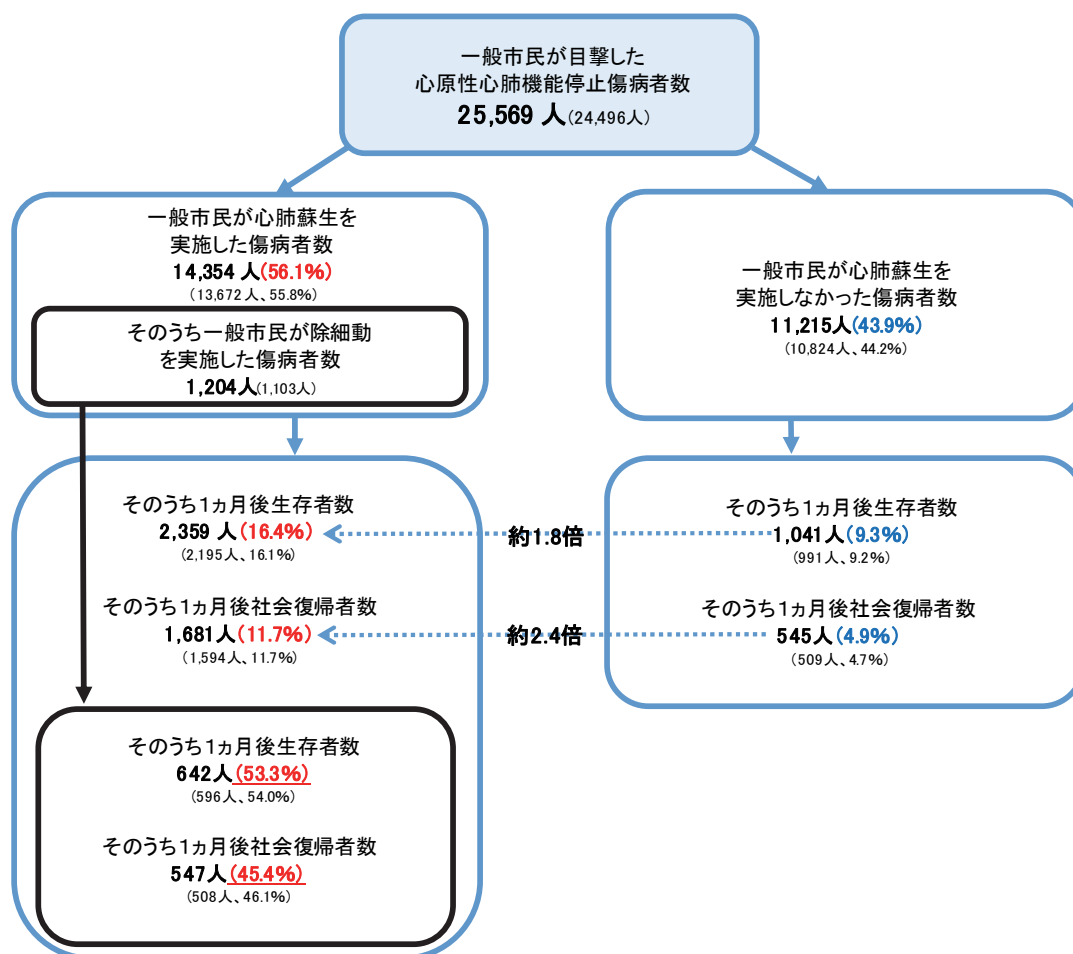 一般市民が目撃した
心原性心肺機能停止傷病者数
25,569 人(24,496人)
一般市民が心肺蘇生を
実施した傷病者数
14,354 人(56.1%)
(13,672人、55.8%)
そのうち一般市民が除細動
を実施した傷病者数
1,204人(1,103人)
一般市民が心肺蘇生を
実施しなかった傷病者数
11,215人(43.9%)
(10,824人、44.2%)
そのうち1ヵ月後生存者数
2,359 人(16.4%)
(2,195人、16.1%)
約1.8倍
そのうち1ヵ月後生存者数
1,041人(9.3%)
(991人、9.2%)
そのうち1ヵ月後社会復帰者数
1,681人(11.7%)
(1,594人、11.7%)
約2.4倍
そのうち1ヵ月後社会復帰者数
545人(4.9%)
(509人、4.7%)
そのうち1ヵ月後生存者数
642人(53.3%)
(596人、54.0%)
そのうち1ヵ月後社会復帰者数
547人(45.4%)
(508人、46.1%)